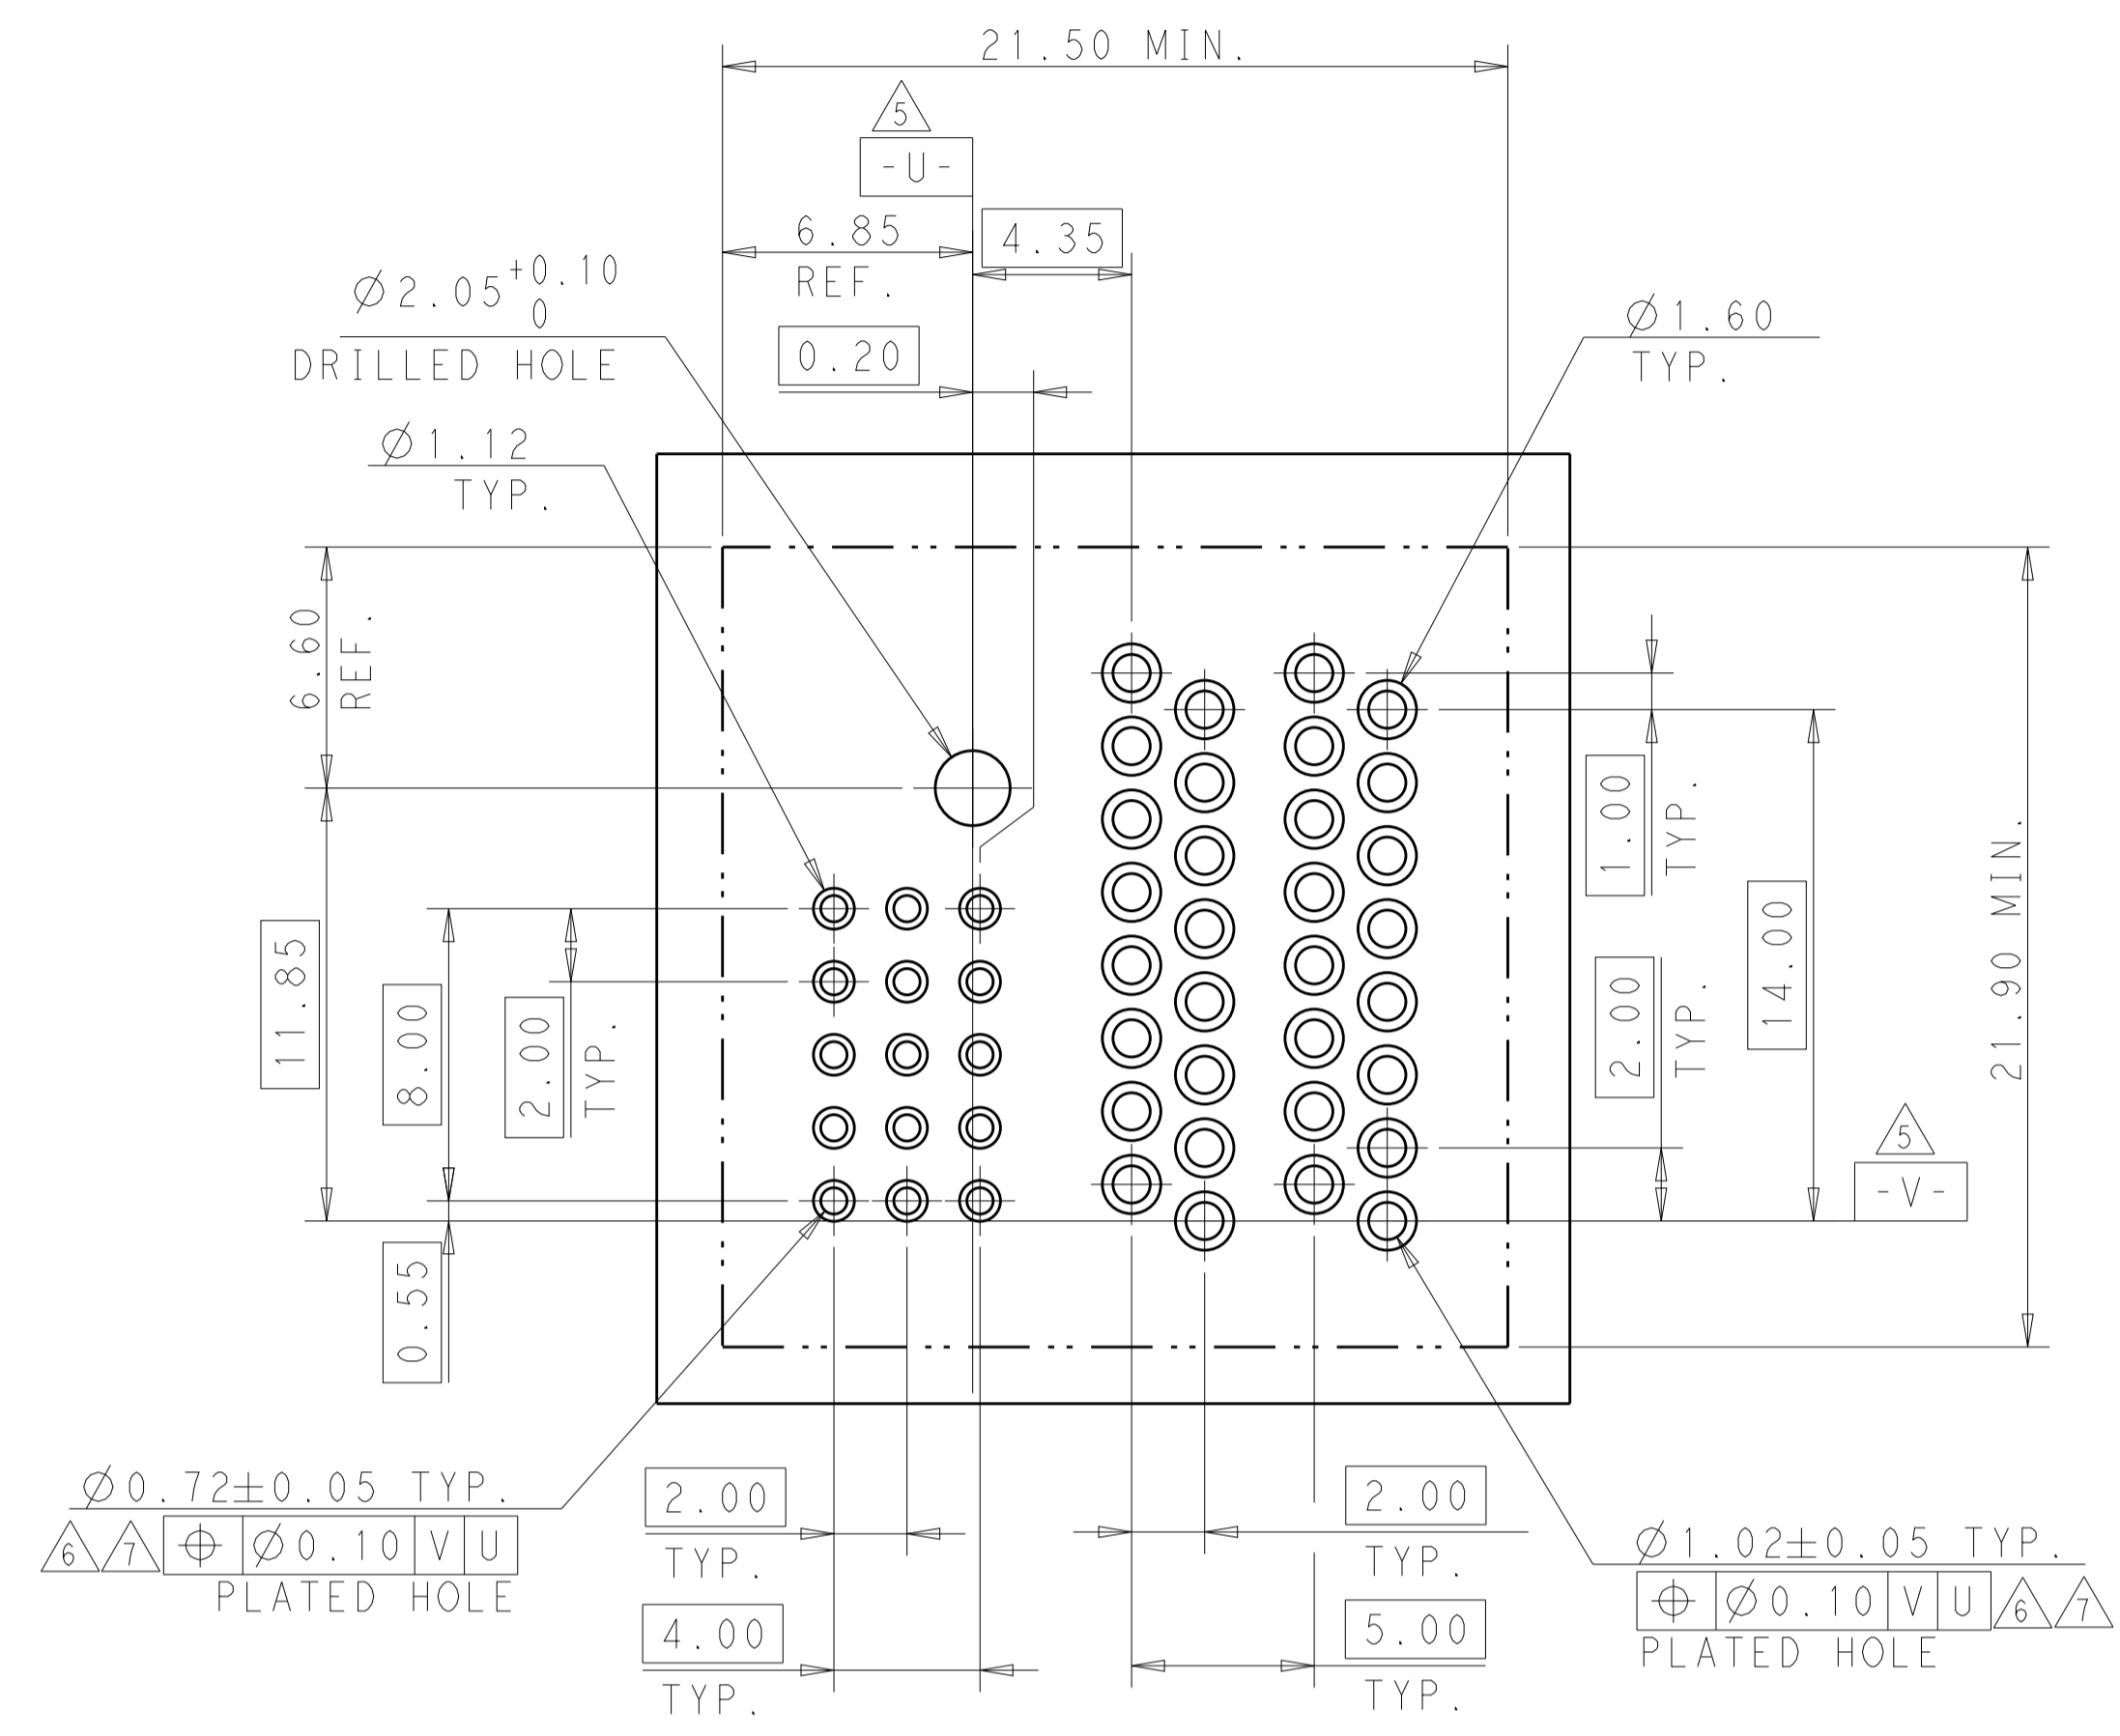 21.50 MIN.
5
-U-
6.85
REF.
4.35
Ø2.05 +0.10
0
DRILLED HOLE
0.20
Ø1.60
TYP.
Ø1.12
TYP.
6.60
REF.
11.85
8.00
2.00
TYP.
0.55
1.00
TYP.
2.00
TYP.
14.00
21.90 MIN.
5
-V-
Ø0.72±0.05 TYP.
6 7 ⌖ Ø0.10 V U
PLATED HOLE
2.00
TYP.
4.00
TYP.
2.00
TYP.
5.00
TYP.
Ø1.02±0.05 TYP.
⌖ Ø0.10 V U 6 7
PLATED HOLE